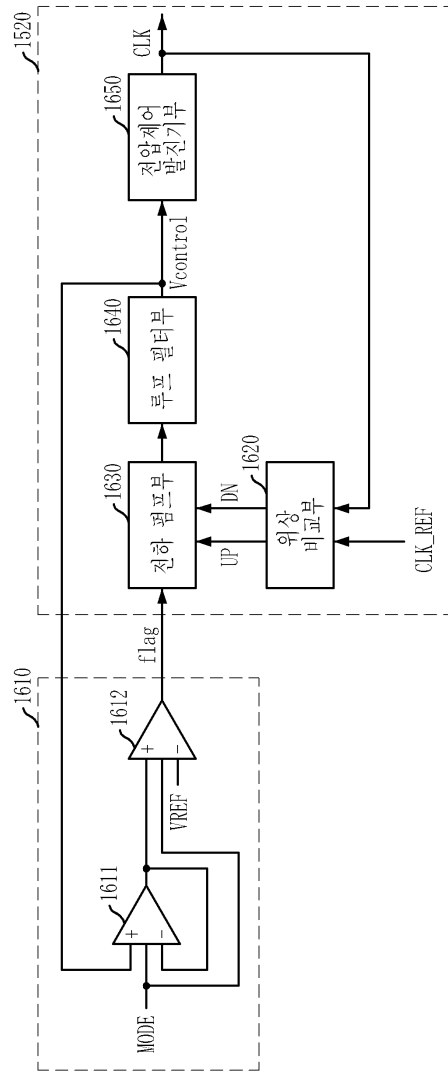 1610
1520
MODE
1611
+
-
1612
+
-
VREF
flag
1630
전하 펌프부
1640
루프 필터부
Vcontrol
1650
전압제어
발진기부
CLK
UP
DN
1620
위상
비교부
CLK_REF